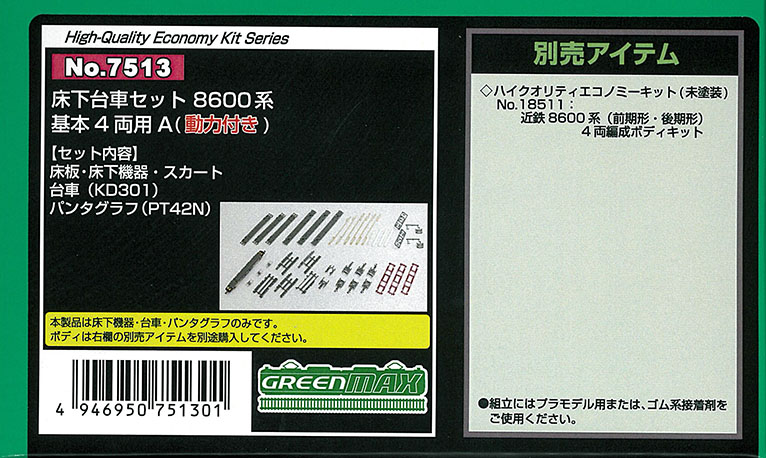 High-Quality Economy Kit Series
No.7513
床下台車セット 8600系
基本4両用A(動力付き)
【セット内容】
床板・床下機器・スカート
台車（KD301）
パンタグラフ（PT42N）
本製品は床下機器・台車・パンタグラフのみです。
ボディは右欄の別売アイテムを別途購入してください。
4 946950 751301
GREENMAX
別売アイテム
◇ハイクオリティエコノミーキット（未塗装）
No.18511：
近鉄8600系（前期形・後期形）
4両編成ボディキット
●組立にはプラモデル用または、ゴム系接着剤を
ご使用ください。